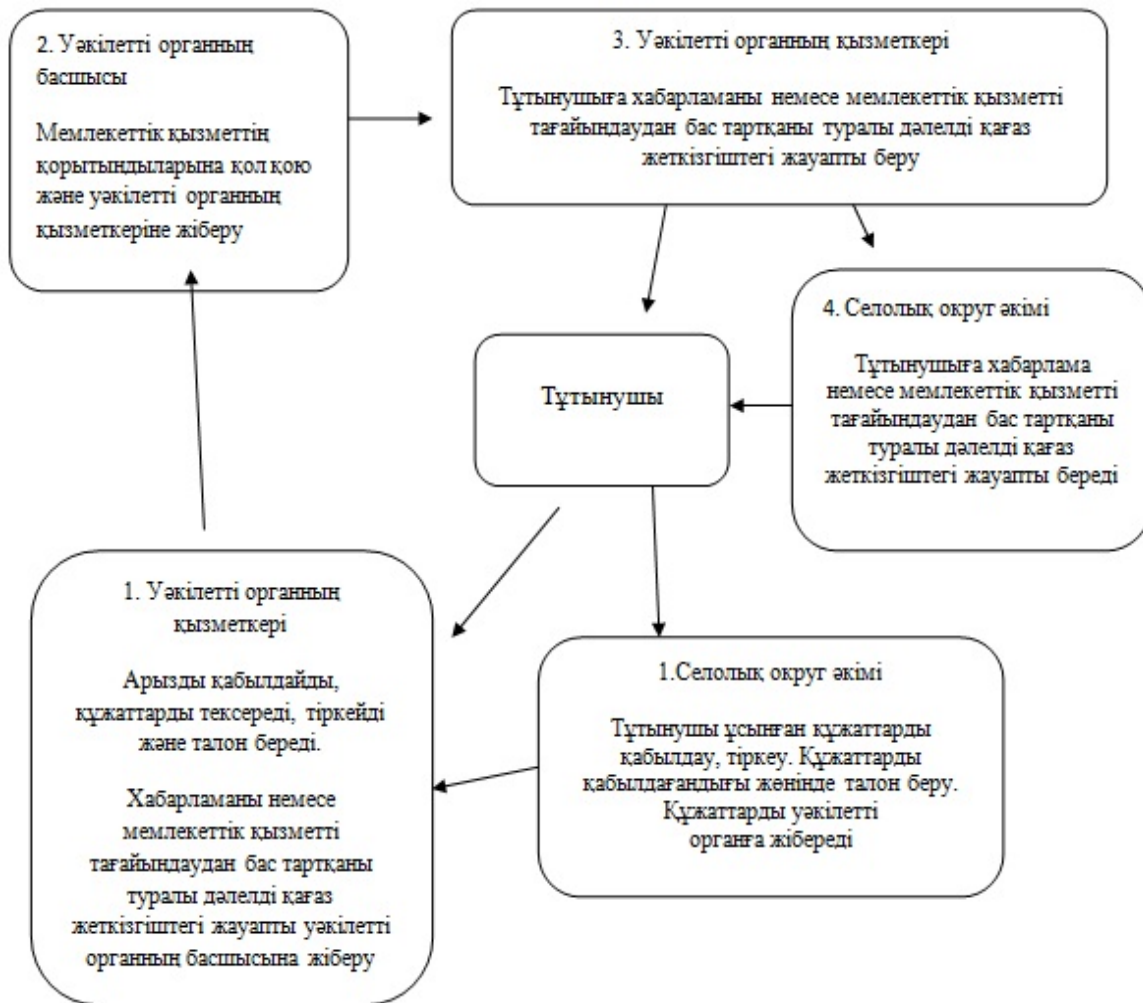 2. Уәкілетті органның
басшысы
Мемлекеттік қызметтің
қорытындыларына қол қою
және уәкілетті органның
қызметкеріне жіберу
3. Уәкілетті органның қызметкері
Тұтынушыға хабарламаны немесе мемлекеттік қызметті
тағайындаудан бас тартқаны туралы дәлелді қағаз
жеткізгіштегі жауапты беру
4. Селолық округ әкімі
Тұтынушыға хабарлама
немесе мемлекеттік қызметті
тағайындаудан бас тартқаны
туралы дәлелді қағаз
жеткізгіштегі жауапты береді
Тұтынушы
1. Уәкілетті органның
қызметкері
Арызды қабылдайды,
құжаттарды тексереді, тіркейді
және талон береді.
Хабарламаны немесе
мемлекеттік қызметті
тағайындаудан бас тартқаны
туралы дәлелді қағаз
жеткізгіштегі жауапты уәкілетті
органның басшысына жіберу
1.Селолық округ әкімі
Тұтынушы ұсынған құжаттарды
қабылдау, тіркеу. Құжаттарды
қабылдағандығы жөнінде талон беру.
Құжаттарды уәкілетті
органға жібереді